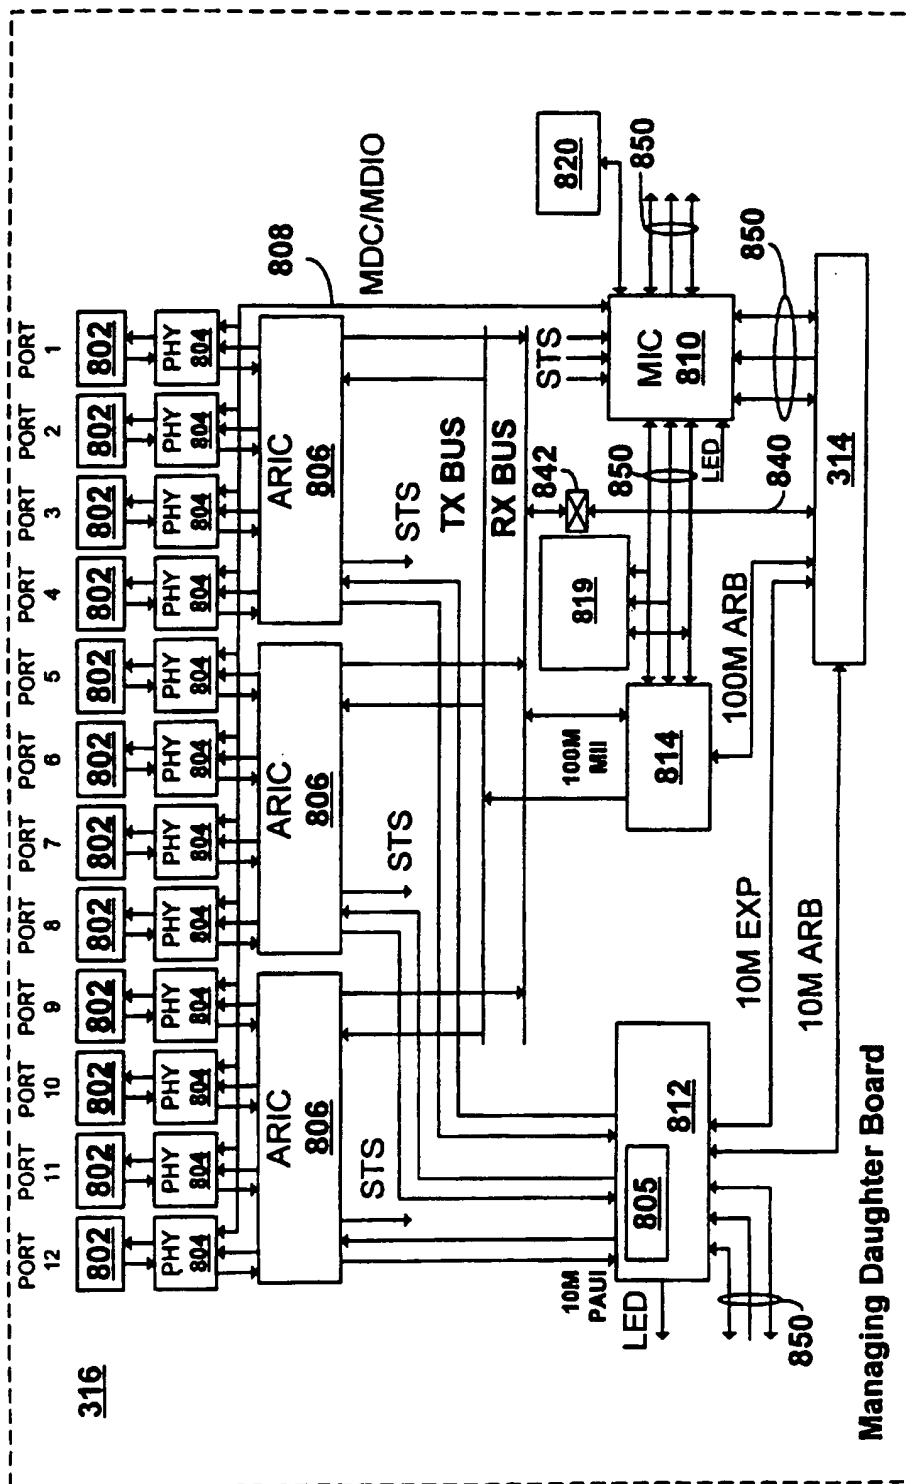 316
PORT 12
PORT 11
PORT 10
PORT 9
PORT 8
PORT 7
PORT 6
PORT 5
PORT 4
PORT 3
PORT 2
PORT 1
802
802
802
802
802
802
802
802
802
802
802
802
PHY 804
PHY 804
PHY 804
PHY 804
PHY 804
PHY 804
PHY 804
PHY 804
PHY 804
PHY 804
PHY 804
PHY 804
808
MDC/MDIO
ARIC 806
ARIC 806
ARIC 806
STS
STS
STS
TX BUS
RX BUS
STS
842
820
850
10M PAUI
LED
805
812
100M MII
814
819
850
MIC 810
LED
850
850
10M EXP
10M ARB
100M ARB
840
314
Managing Daughter Board